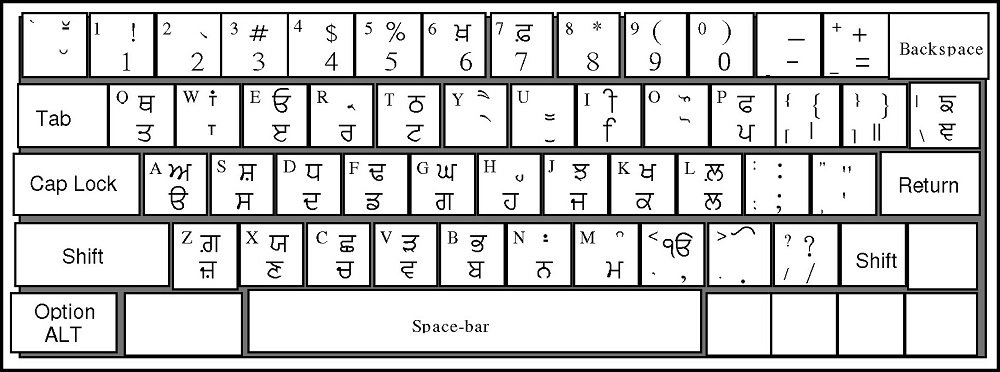 ` 1 ! 2 3 # 4 $ 5 % 6 ਖ਼ 7 ਫ਼ 8 * 9 ( 0 ) — + +
1 2 3 4 5 6 7 8 9 0 _ - _ = Backspace
Tab Q ਥ W E ਓ R T ਠ Y U I ੀ O P ਫ { { } } | ਙ
ਤ ੲ ਰ ਟ ਿ ਪ [ । ] ॥ \ ਞ
Cap Lock A ਅ S ਸ਼ D ਧ F ਢ G ਘ H J ਝ K ਖ L ਲ਼ : : " " Return
ੳ ਸ ਦ ਡ ਗ ਹ ਜ ਕ ਲ ; ; ' '
Shift Z ਗ਼ X ਯ C ਛ V ੜ B ਭ N M < ੴ > ? ? Shift
ਜ਼ ਣ ਚ ਵ ਬ ਨ ਮ , . / /
Option
ALT Space-bar